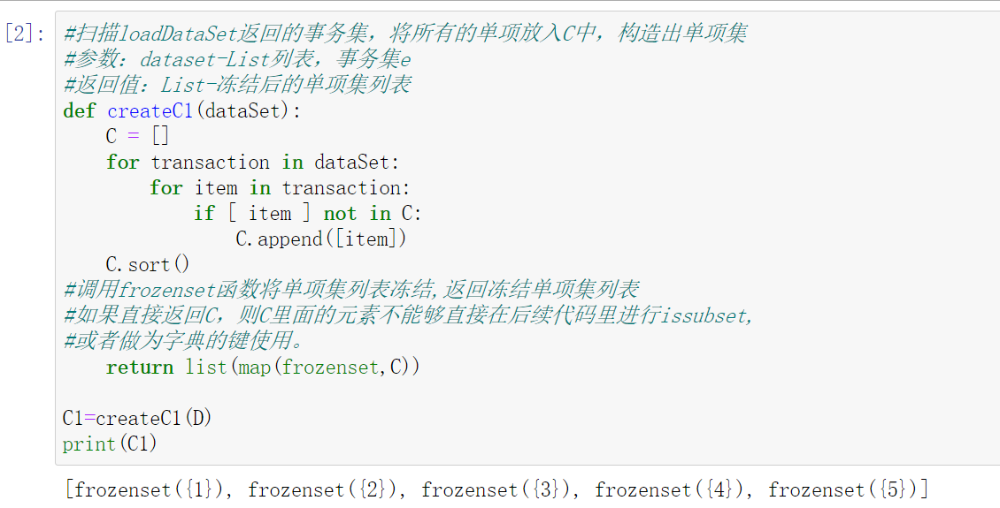 [2]:
#扫描loadDataSet返回的事务集，将所有的单项放入C中，构造出单项集
#参数：dataset-List列表，事务集e
#返回值：List-冻结后的单项集列表
def createC1(dataSet):
    C = []
    for transaction in dataSet:
        for item in transaction:
            if [ item ] not in C:
                C.append([item])
    C.sort()
#调用frozenset函数将单项集列表冻结,返回冻结单项集列表
#如果直接返回C，则C里面的元素不能够直接在后续代码里进行issubset,
#或者做为字典的键使用。
    return list(map(frozenset,C))
C1=createC1(D)
print(C1)
[frozenset({1}), frozenset({2}), frozenset({3}), frozenset({4}), frozenset({5})]